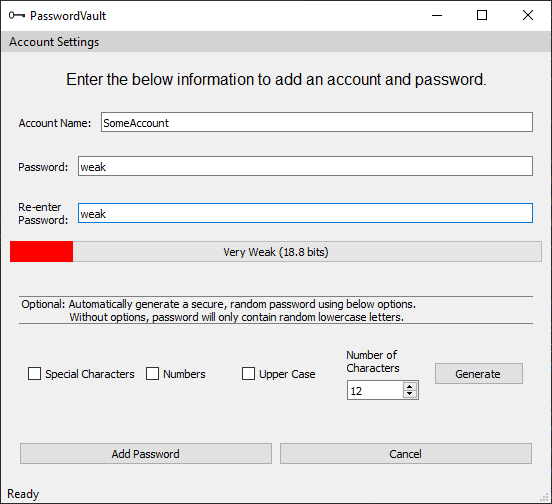 PasswordVault
Account Settings
Enter the below information to add an account and password.
Account Name: SomeAccount
Password: weak
Re-enter
Password: weak
Very Weak (18.8 bits)
Optional: Automatically generate a secure, random password using below options.
Without options, password will only contain random lowercase letters.
Number of
Characters
Special Characters Numbers Upper Case 12 Generate
Add Password Cancel
Ready